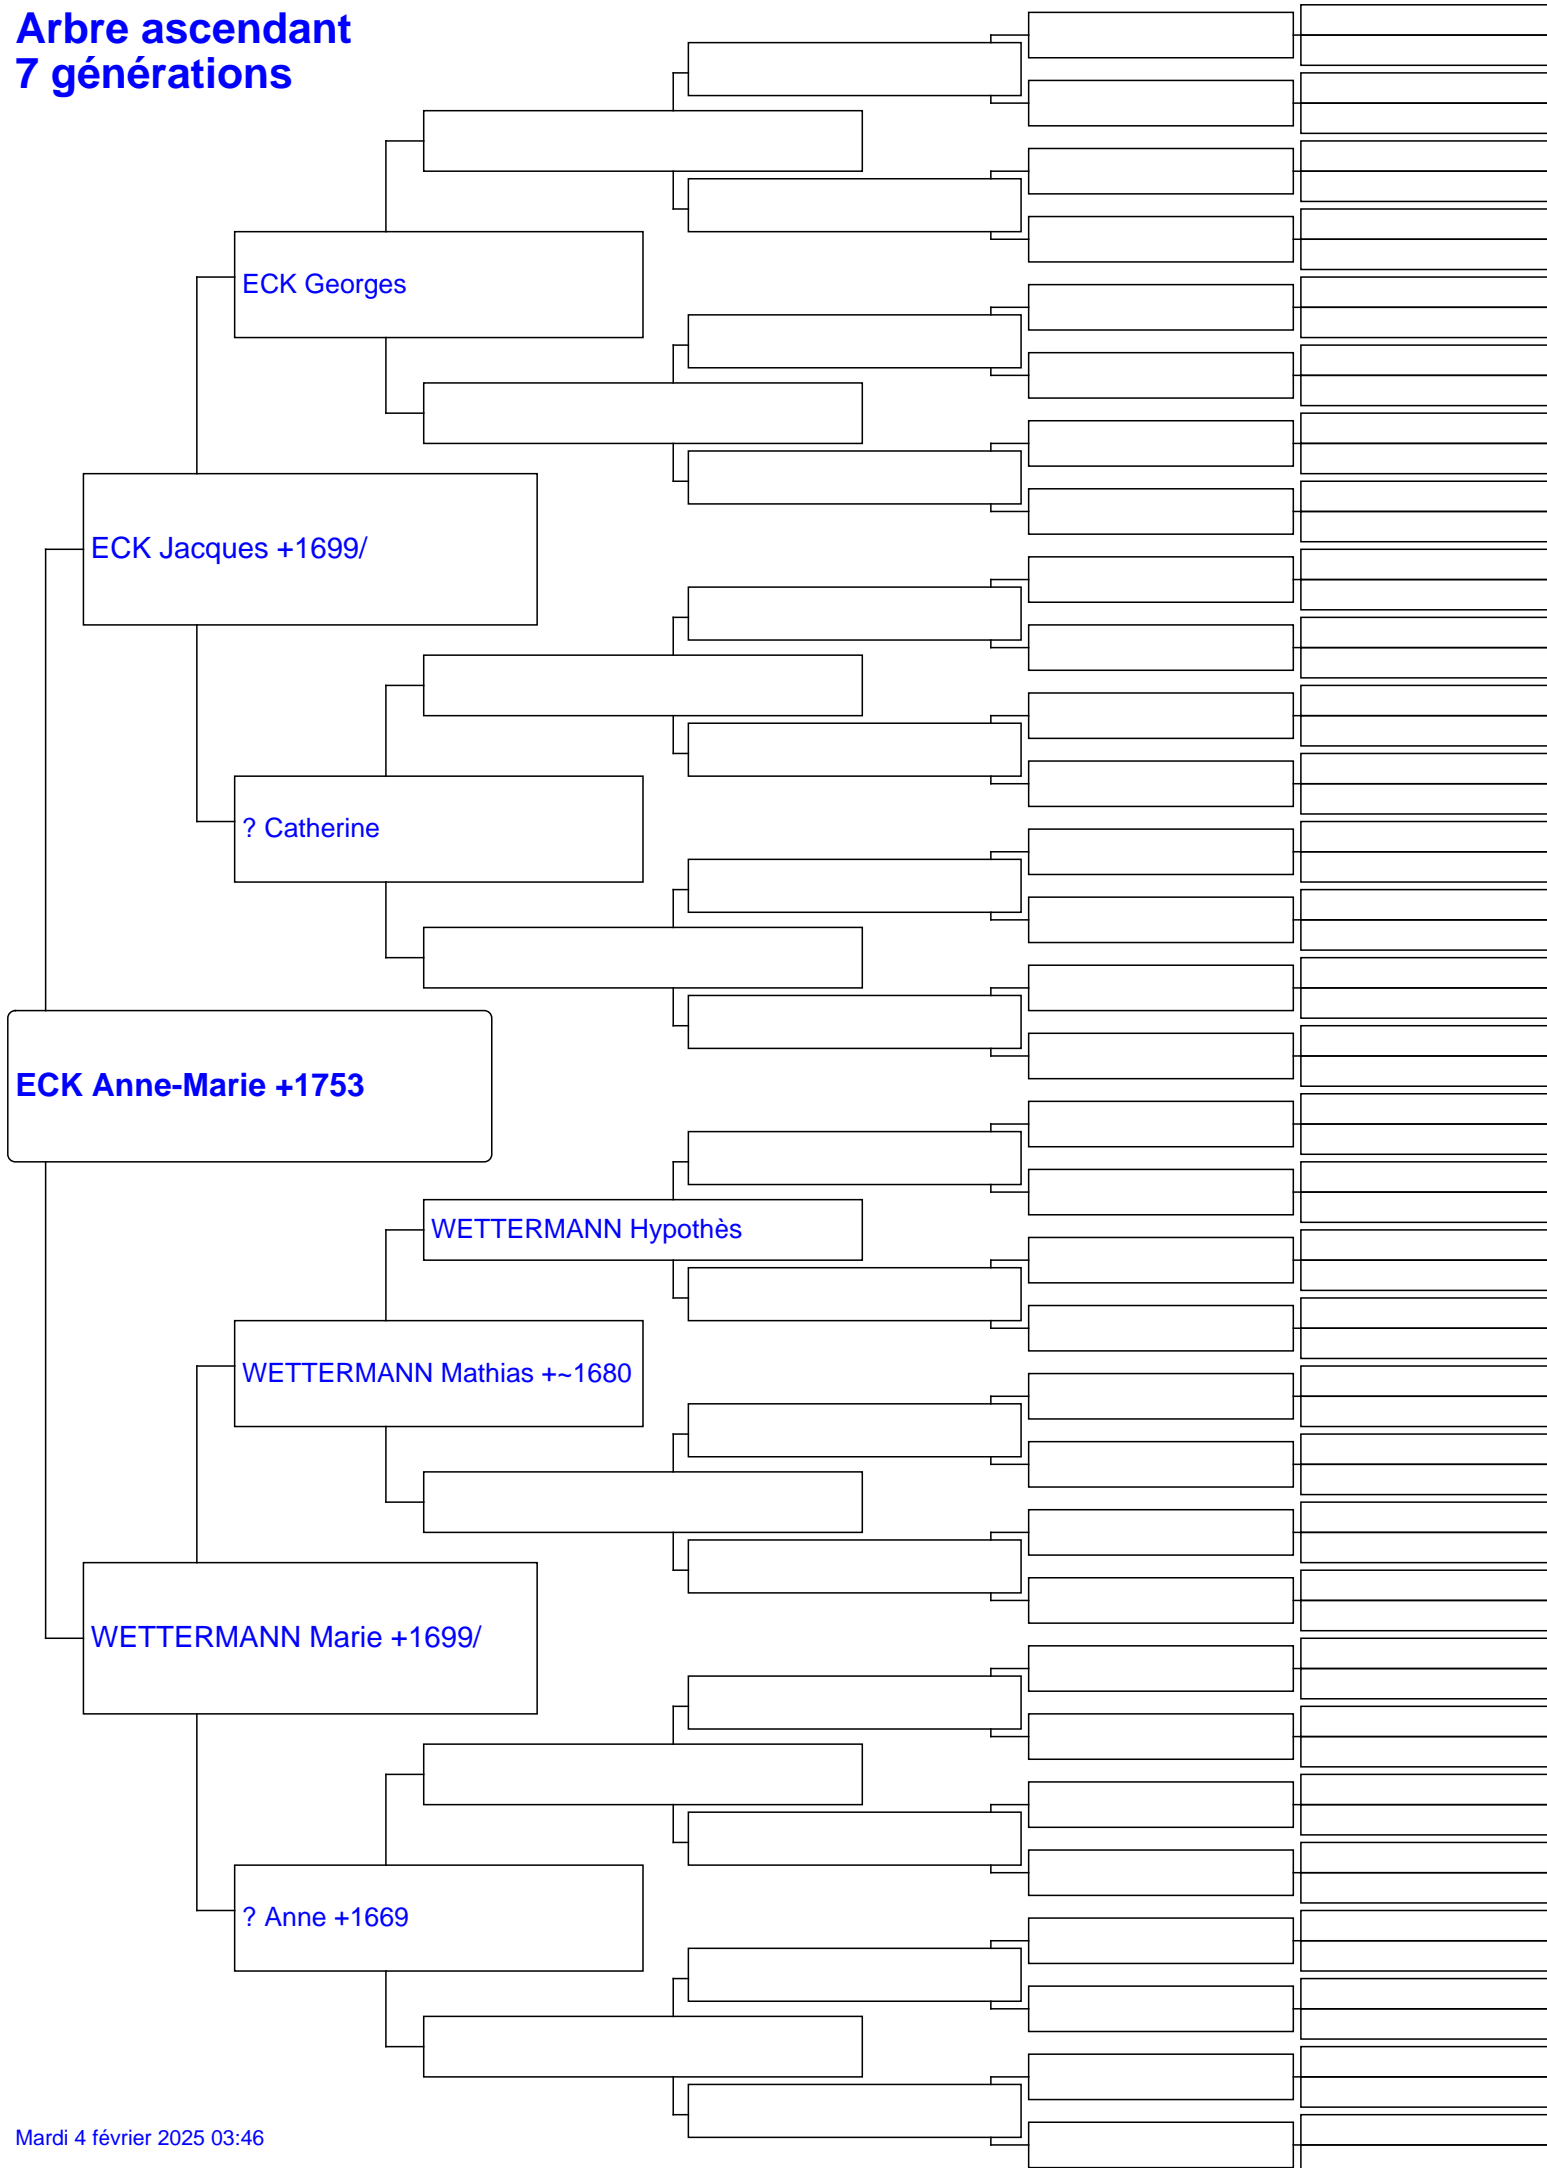 Arbre ascendant
7 générations
ECK Georges
ECK Jacques +1699/
? Catherine
ECK Anne-Marie +1753
WETTERMANN Hypothès
WETTERMANN Mathias +~1680
WETTERMANN Marie +1699/
? Anne +1669
Mardi 4 février 2025 03:46